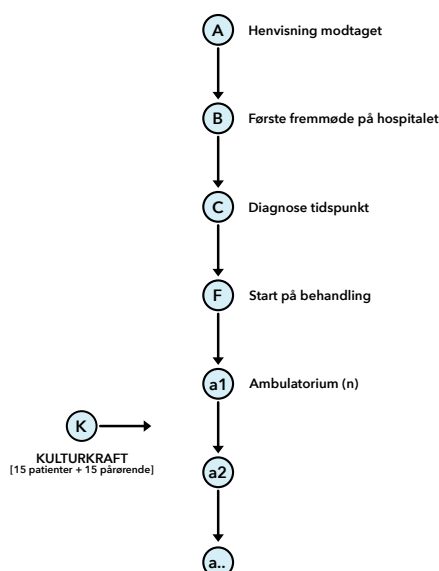 A Henvisning modtaget
B Første fremmøde på hospitalet
C Diagnose tidspunkt
F Start på behandling
a1 Ambulatorium (n)
K
KULTURKRAFT
[15 patienter + 15 pårørende]
a2
a..